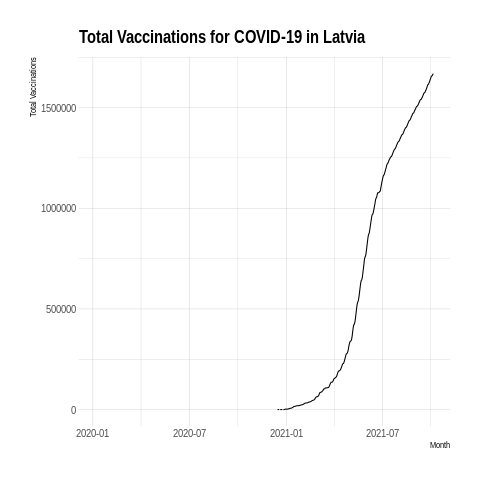 Total Vaccinations for COVID-19 in Latvia
Total Vaccinations
1500000
1000000
500000
0
2020-01 2020-07 2021-01 2021-07
Month